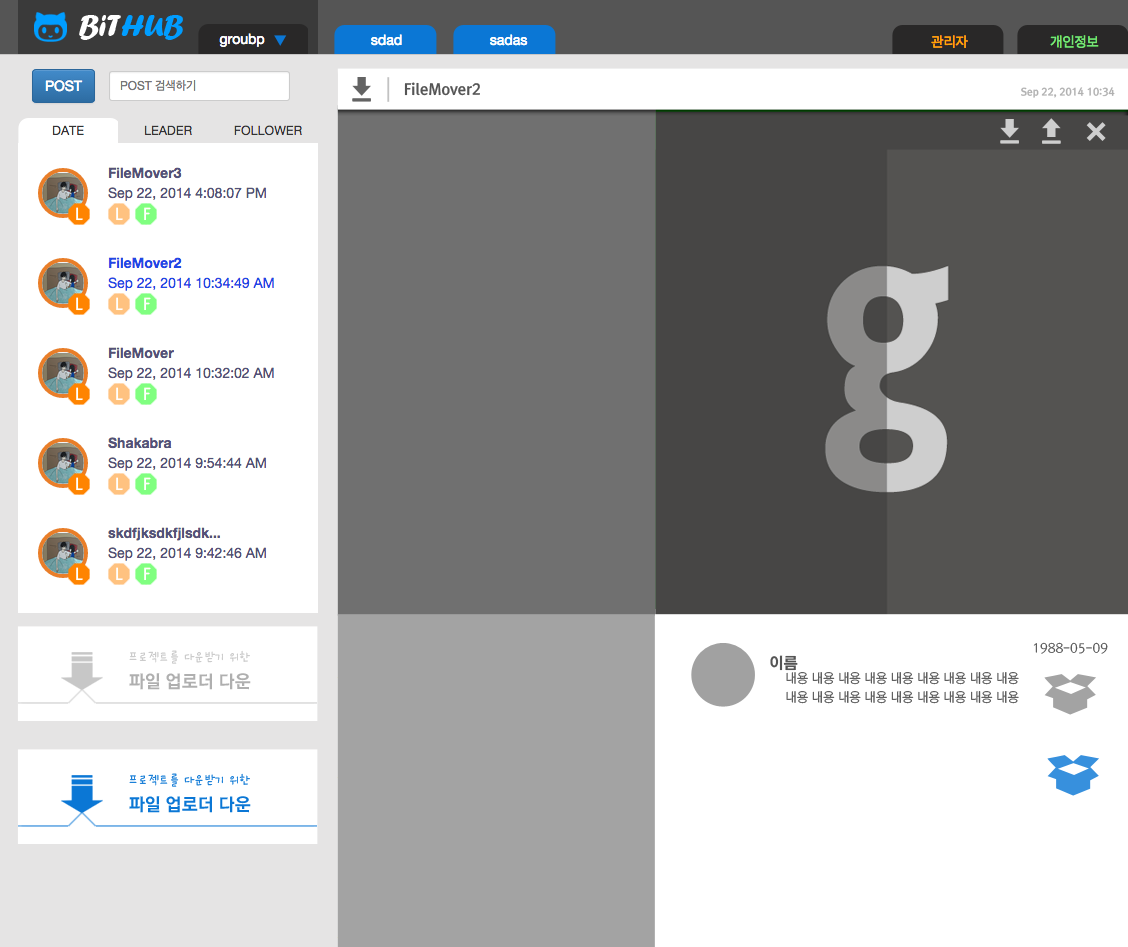 BiTHUB
groubp
sdad
sadas
관리자
개인정보
POST
POST 검색하기
DATE
LEADER
FOLLOWER
FileMover3
Sep 22, 2014 4:08:07 PM
L
L F
FileMover2
Sep 22, 2014 10:34:49 AM
L
L F
FileMover
Sep 22, 2014 10:32:02 AM
L
L F
Shakabra
Sep 22, 2014 9:54:44 AM
L
L F
skdfjksdkfjlsdk...
Sep 22, 2014 9:42:46 AM
L
L F
프로젝트를 다운받기 위한
파일 업로더 다운
프로젝트를 다운받기 위한
파일 업로더 다운
FileMover2
Sep 22, 2014 10:34
g
1988-05-09
이름
내용 내용 내용 내용 내용 내용 내용 내용 내용
내용 내용 내용 내용 내용 내용 내용 내용 내용